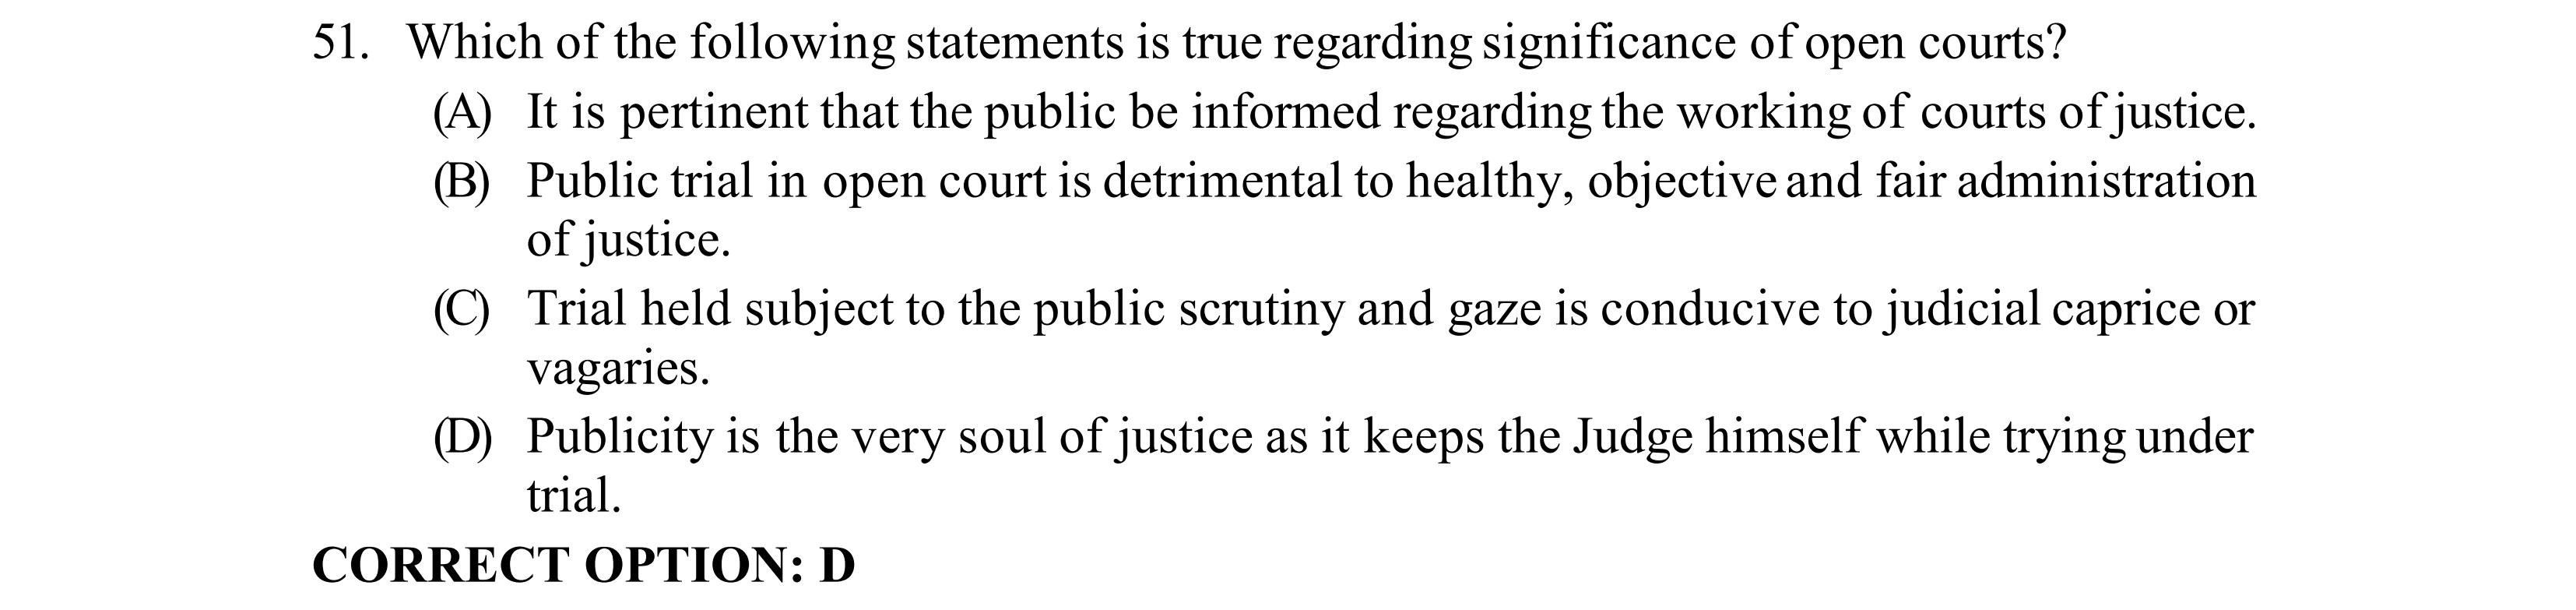 51. Which of the following statements is true regarding significance of open courts?
(A) It is pertinent that the public be informed regarding the working of courts of justice.
(B) Public trial in open court is detrimental to healthy, objective and fair administration
of justice.
(C) Trial held subject to the public scrutiny and gaze is conducive to judicial caprice or
vagaries.
(D) Publicity is the very soul of justice as it keeps the Judge himself while trying under
trial.
CORRECT OPTION: D